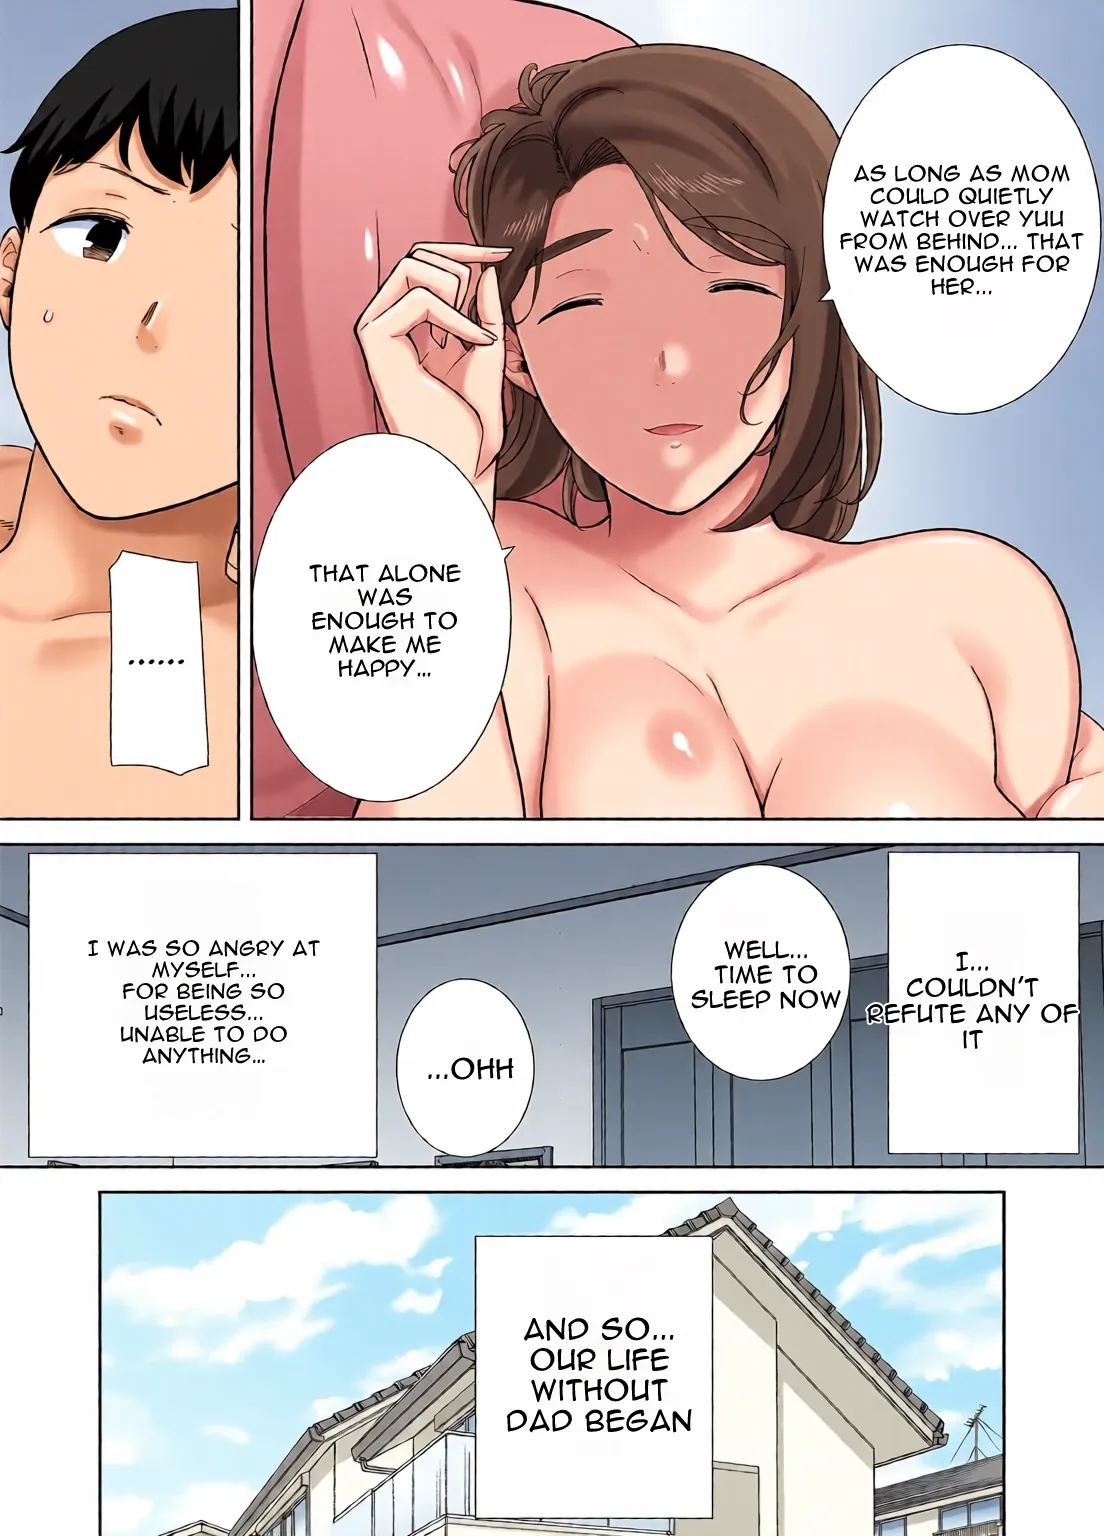 AS LONG AS MOM
COULD QUIETLY
WATCH OVER YUU
FROM BEHIND... THAT
WAS ENOUGH FOR
HER...
THAT ALONE
WAS
ENOUGH TO
MAKE ME
HAPPY...
......
I...
COULDN'T
REFUTE ANY OF
IT
WELL...
TIME TO
SLEEP NOW
...OHH
I WAS SO ANGRY AT
MYSELF...
FOR BEING SO
USELESS...
UNABLE TO DO
ANYTHING...
AND SO...
OUR LIFE
WITHOUT
DAD BEGAN